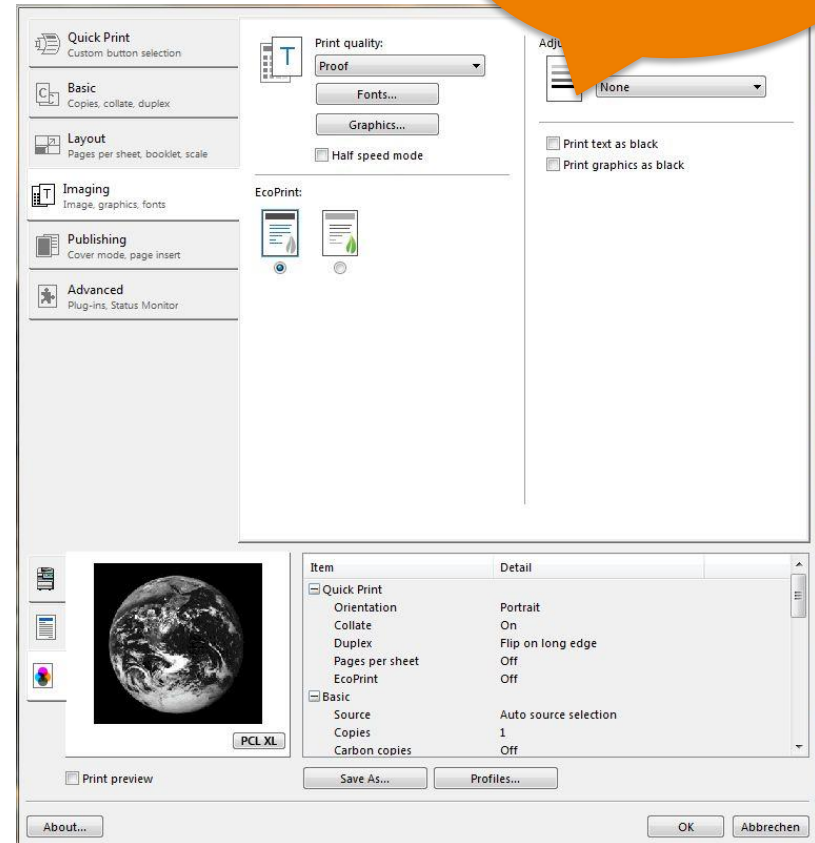 Quick Print
Custom button selection
Basic
Copies, collate, duplex
Layout
Pages per sheet, booklet, scale
Imaging
Image, graphics, fonts
Publishing
Cover mode, page insert
Advanced
Plug-ins, Status Monitor
Print quality:
Proof
Fonts...
Graphics...
Half speed mode
EcoPrint:
None
Print text as black
Print graphics as black
Item Detail
Quick Print
Orientation Portrait
Collate On
Duplex Flip on long edge
Pages per sheet Off
EcoPrint Off
Basic
Source Auto source selection
Copies 1
Carbon copies Off
PCL XL
Print preview
Save As... Profiles...
About... OK Abbrechen